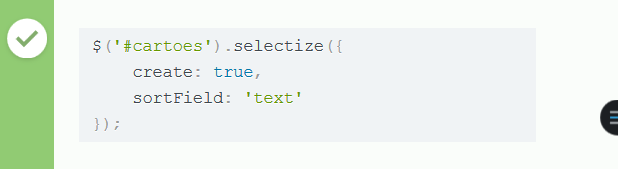 $('#cartoes').selectize({
    create: true,
    sortField: 'text'
});